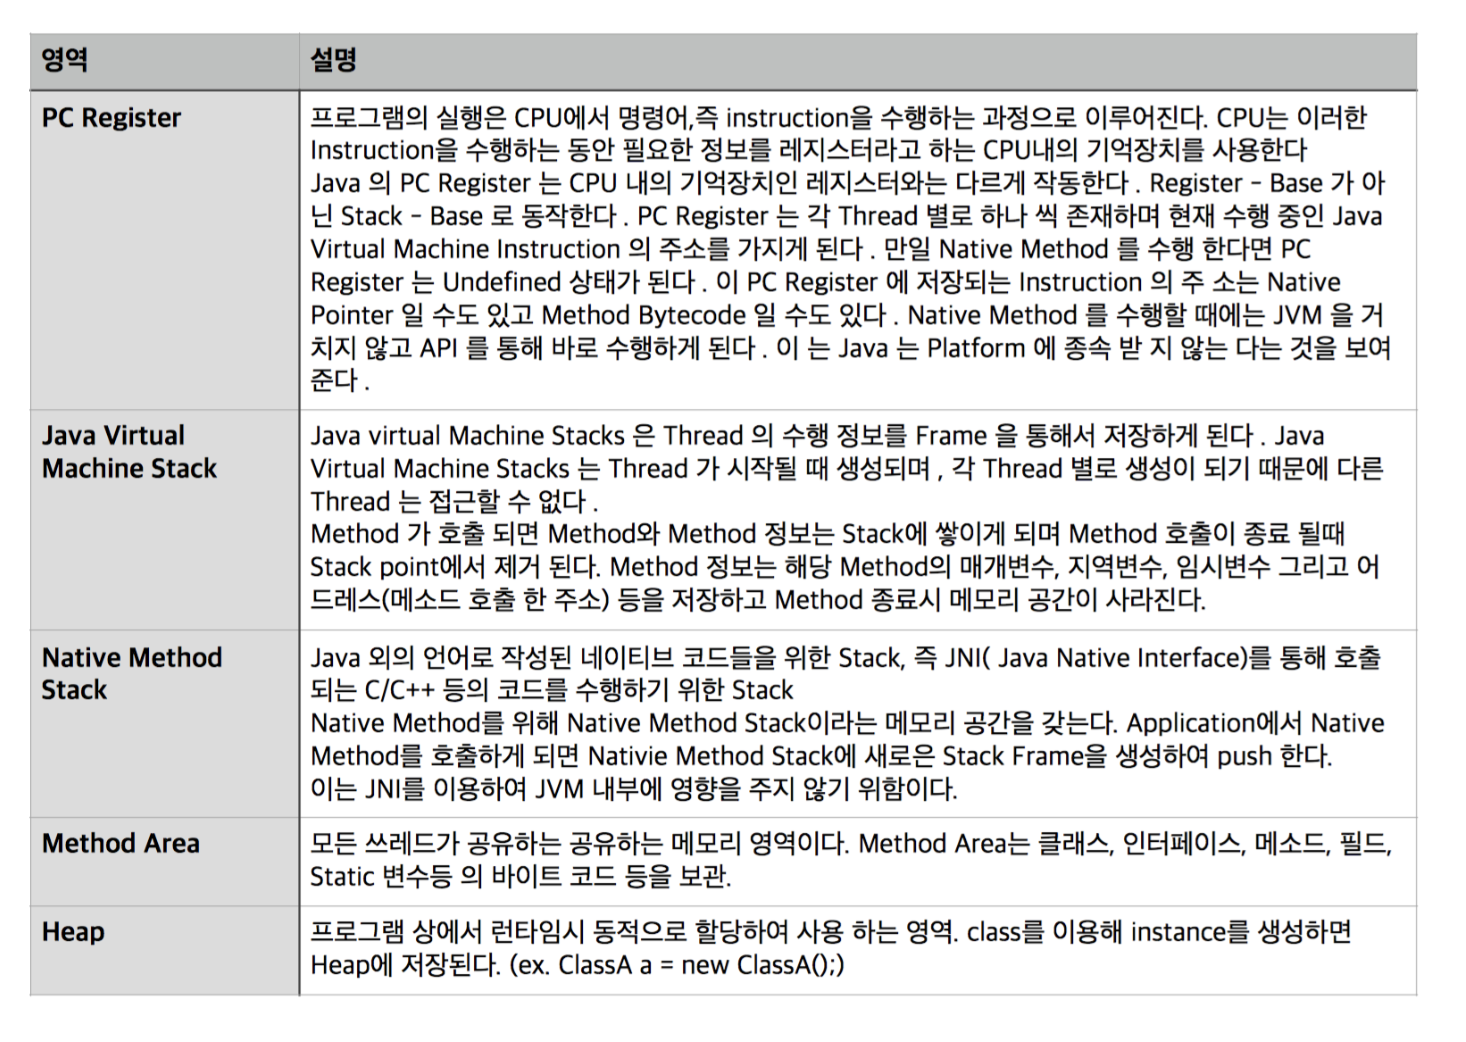 영역
설명
PC Register
프로그램의 실행은 CPU에서 명령어,즉 instruction을 수행하는 과정으로 이루어진다. CPU는 이러한
Instruction을 수행하는 동안 필요한 정보를 레지스터라고 하는 CPU내의 기억장치를 사용한다
Java 의 PC Register 는 CPU 내의 기억장치인 레지스터와는 다르게 작동한다 . Register – Base 가 아
닌 Stack – Base 로 동작한다 . PC Register 는 각 Thread 별로 하나 씩 존재하며 현재 수행 중인 Java
Virtual Machine Instruction 의 주소를 가지게 된다 . 만일 Native Method 를 수행 한다면 PC
Register 는 Undefined 상태가 된다 . 이 PC Register 에 저장되는 Instruction 의 주 소는 Native
Pointer 일 수도 있고 Method Bytecode 일 수도 있다 . Native Method 를 수행할 때에는 JVM 을 거
치지 않고 API 를 통해 바로 수행하게 된다 . 이 는 Java 는 Platform 에 종속 받 지 않는 다는 것을 보여
준다 .
Java Virtual
Machine Stack
Java virtual Machine Stacks 은 Thread 의 수행 정보를 Frame 을 통해서 저장하게 된다 . Java
Virtual Machine Stacks 는 Thread 가 시작될 때 생성되며 , 각 Thread 별로 생성이 되기 때문에 다른
Thread 는 접근할 수 없다 .
Method 가 호출 되면 Method와 Method 정보는 Stack에 쌓이게 되며 Method 호출이 종료 될때
Stack point에서 제거 된다. Method 정보는 해당 Method의 매개변수, 지역변수, 임시변수 그리고 어
드레스(메소드 호출 한 주소) 등을 저장하고 Method 종료시 메모리 공간이 사라진다.
Native Method
Stack
Java 외의 언어로 작성된 네이티브 코드들을 위한 Stack, 즉 JNI( Java Native Interface)를 통해 호출
되는 C/C++ 등의 코드를 수행하기 위한 Stack
Native Method를 위해 Native Method Stack이라는 메모리 공간을 갖는다. Application에서 Native
Method를 호출하게 되면 Nativie Method Stack에 새로은 Stack Frame을 생성하여 push 한다.
이는 JNI를 이용하여 JVM 내부에 영향을 주지 않기 위함이다.
Method Area
모든 쓰레드가 공유하는 공유하는 메모리 영역이다. Method Area는 클래스, 인터페이스, 메소드, 필드,
Static 변수등 의 바이트 코드 등을 보관.
Heap
프로그램 상에서 런타임시 동적으로 할당하여 사용 하는 영역. class를 이용해 instance를 생성하면
Heap에 저장된다. (ex. ClassA a = new ClassA();)